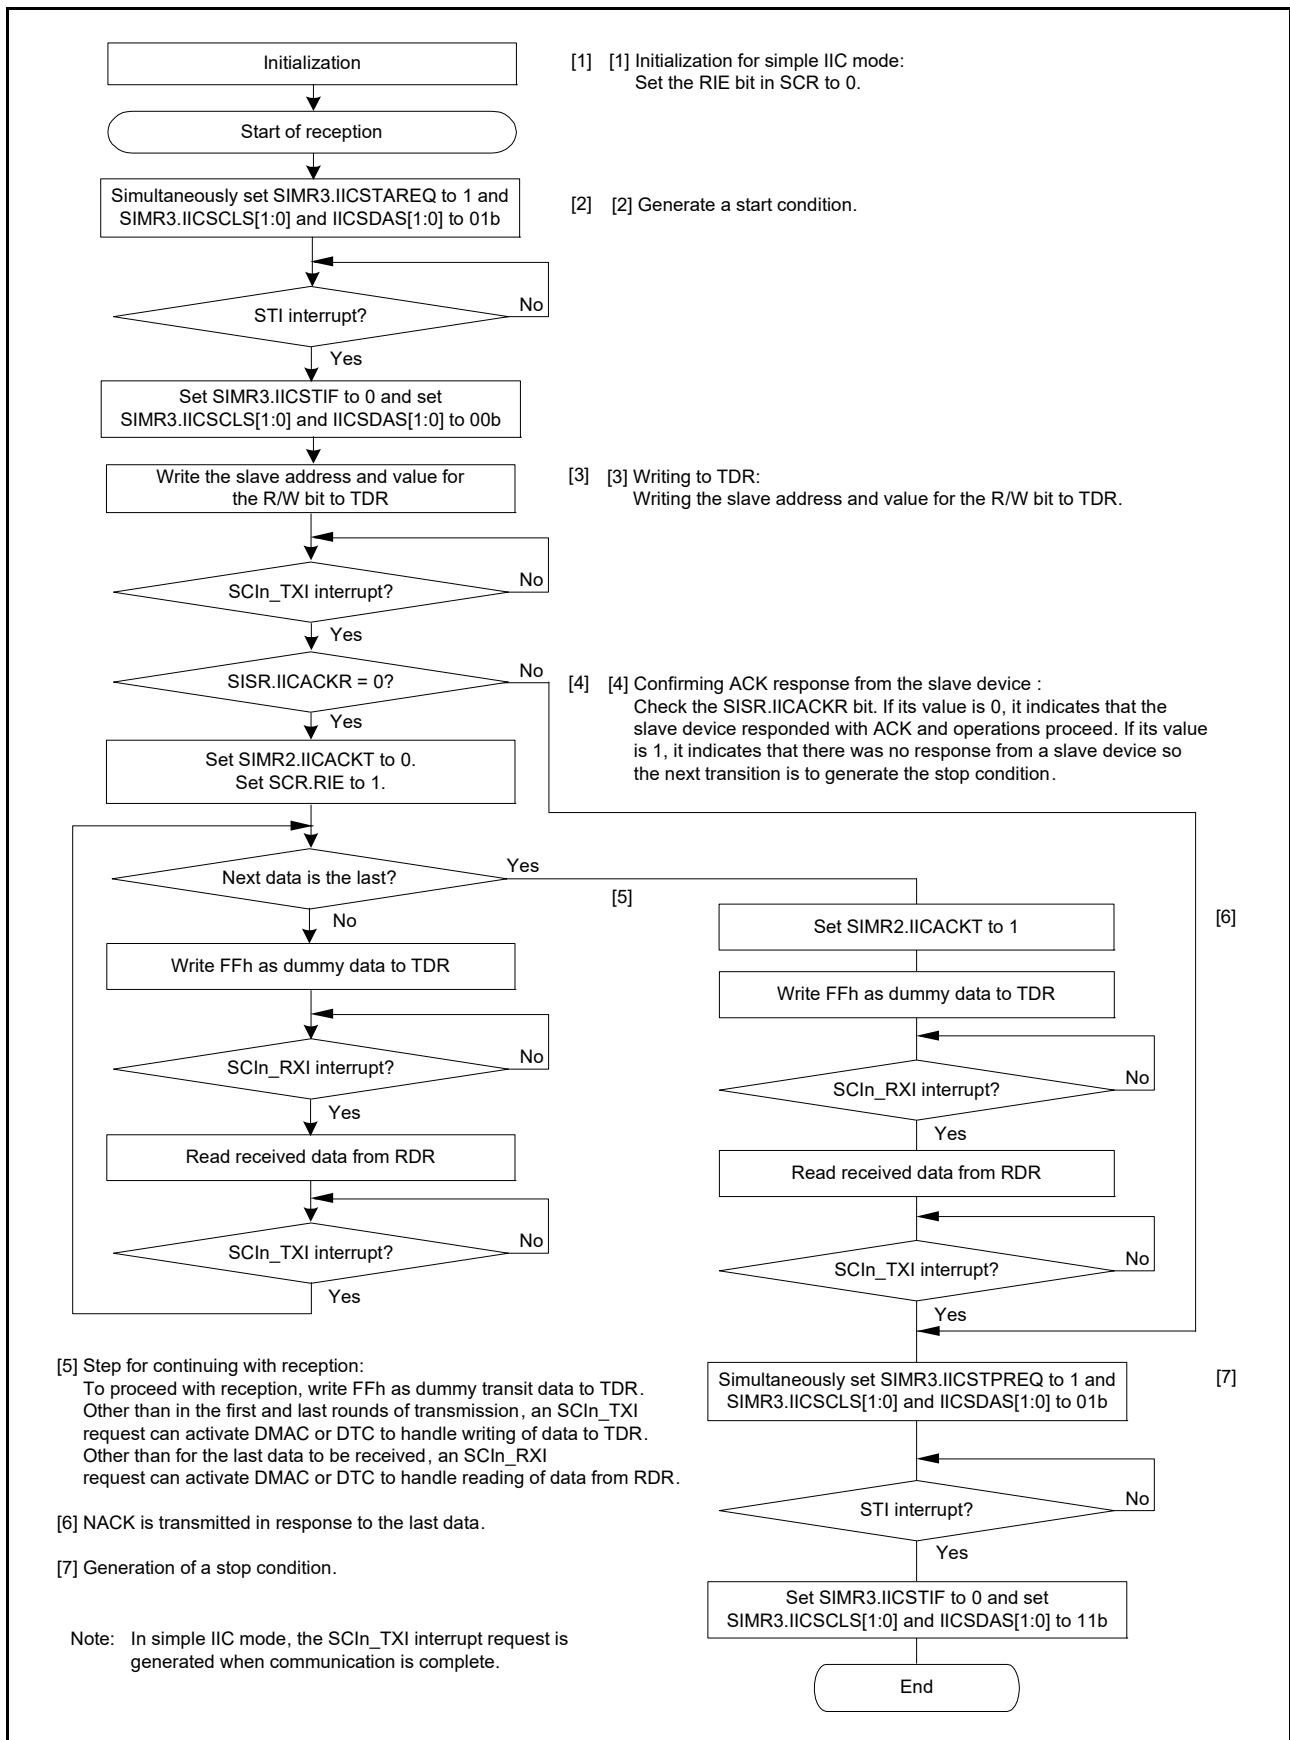 Initialization
[1] [1] Initialization for simple IIC mode:
Set the RIE bit in SCR to 0.
Start of reception
Simultaneously set SIMR3.IICSTAREQ to 1 and
SIMR3.IICSCLS[1:0] and IICSDAS[1:0] to 01b
[2] [2] Generate a start condition.
STI interrupt?
No
Yes
Set SIMR3.IICSTIF to 0 and set
SIMR3.IICSCLS[1:0] and IICSDAS[1:0] to 00b
Write the slave address and value for
the R/W bit to TDR
[3] [3] Writing to TDR:
Writing the slave address and value for the R/W bit to TDR.
SCIn_TXI interrupt?
No
Yes
SISR.IICACKR = 0?
No
Yes
[4] [4] Confirming ACK response from the slave device :
Check the SISR.IICACKR bit. If its value is 0, it indicates that the
slave device responded with ACK and operations proceed. If its value
is 1, it indicates that there was no response from a slave device so
the next transition is to generate the stop condition.
Set SIMR2.IICACKT to 0.
Set SCR.RIE to 1.
Next data is the last?
Yes
[5]
No
Write FFh as dummy data to TDR
SCIn_RXI interrupt?
No
Yes
Read received data from RDR
SCIn_TXI interrupt?
No
Yes
Set SIMR2.IICACKT to 1
[6]
Write FFh as dummy data to TDR
SCIn_RXI interrupt?
No
Yes
Read received data from RDR
SCIn_TXI interrupt?
No
Yes
Simultaneously set SIMR3.IICSTPREQ to 1 and
SIMR3.IICSCLS[1:0] and IICSDAS[1:0] to 01b
[7]
STI interrupt?
No
Yes
Set SIMR3.IICSTIF to 0 and set
SIMR3.IICSCLS[1:0] and IICSDAS[1:0] to 11b
End
[5] Step for continuing with reception:
To proceed with reception, write FFh as dummy transit data to TDR.
Other than in the first and last rounds of transmission, an SCIn_TXI
request can activate DMAC or DTC to handle writing of data to TDR.
Other than for the last data to be received, an SCIn_RXI
request can activate DMAC or DTC to handle reading of data from RDR.
[6] NACK is transmitted in response to the last data.
[7] Generation of a stop condition.
Note: In simple IIC mode, the SCIn_TXI interrupt request is
generated when communication is complete.